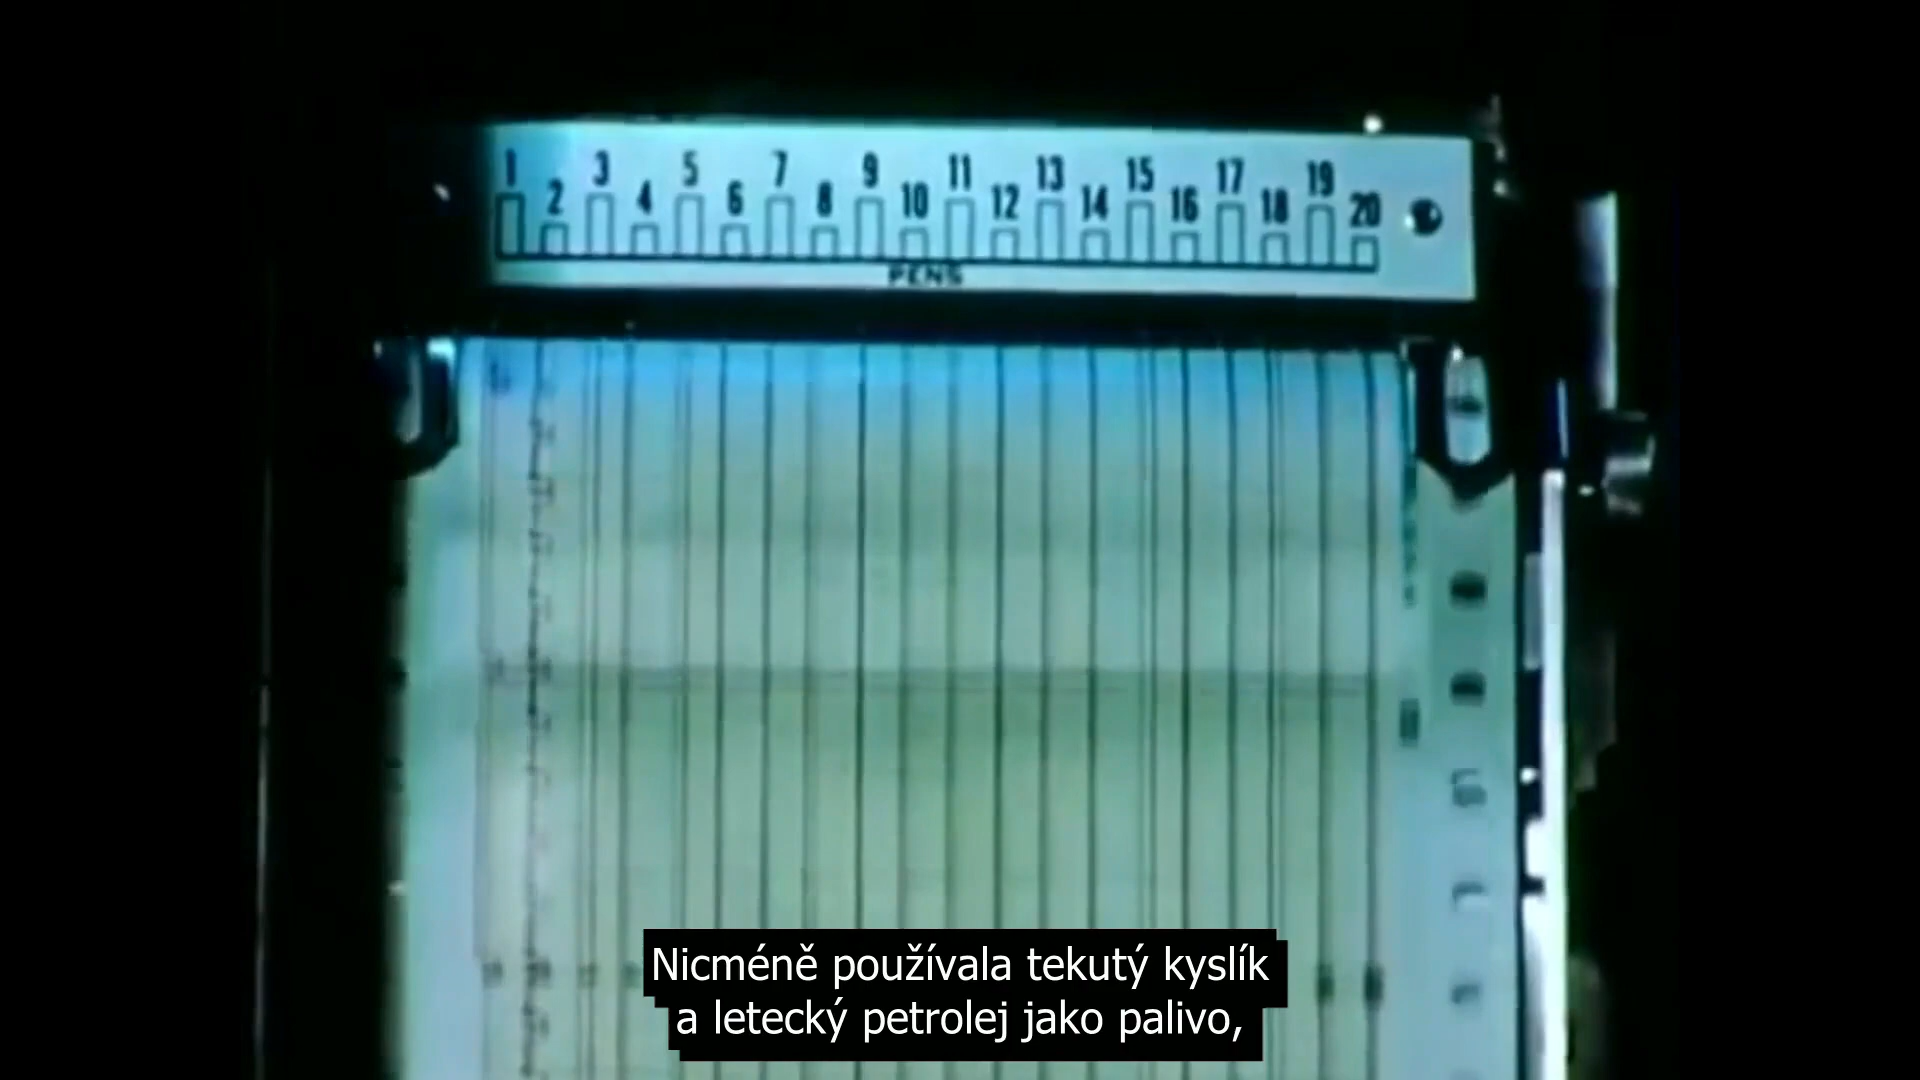 1 2 3 4 5 6 7 8 9 10 11 12 13 14 15 16 17 18 19 20
PENS
Nicméně používala tekutý kyslík
a letecký petrolej jako palivo,